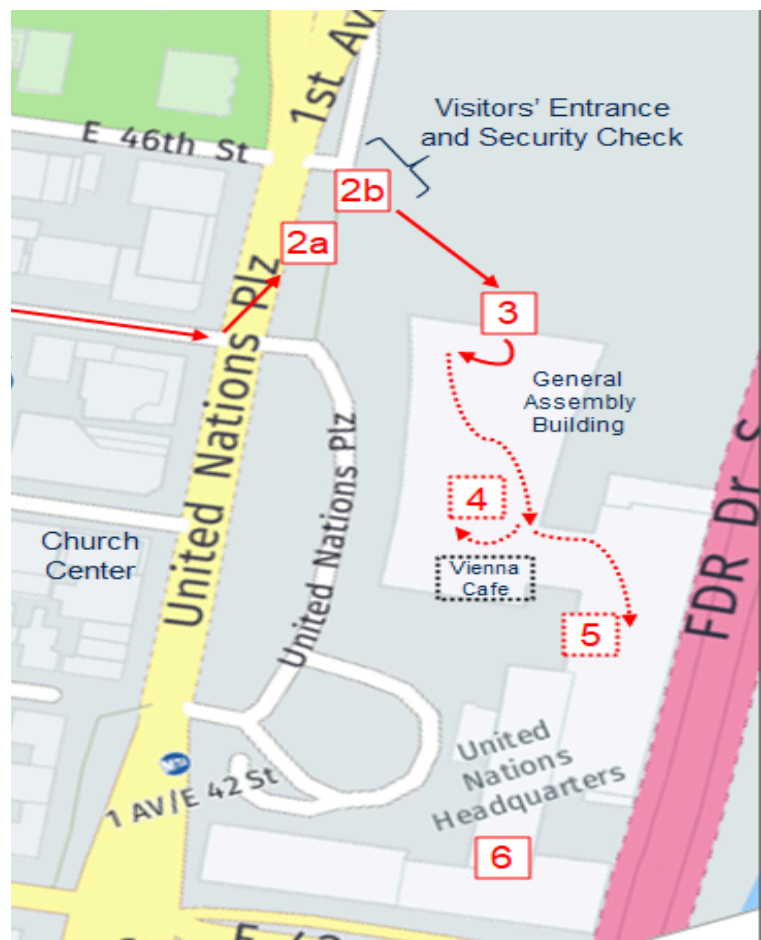 1st Av
Visitors' Entrance
and Security Check
E 46th St
2b
2a
3
United Nations Plz
General
Assembly
Building
United Nations Plz
4
Church
Center
Vienna
Cafe
FDR Dr S
5
United
Nations
Headquarters
1 AV/E 42 St
6